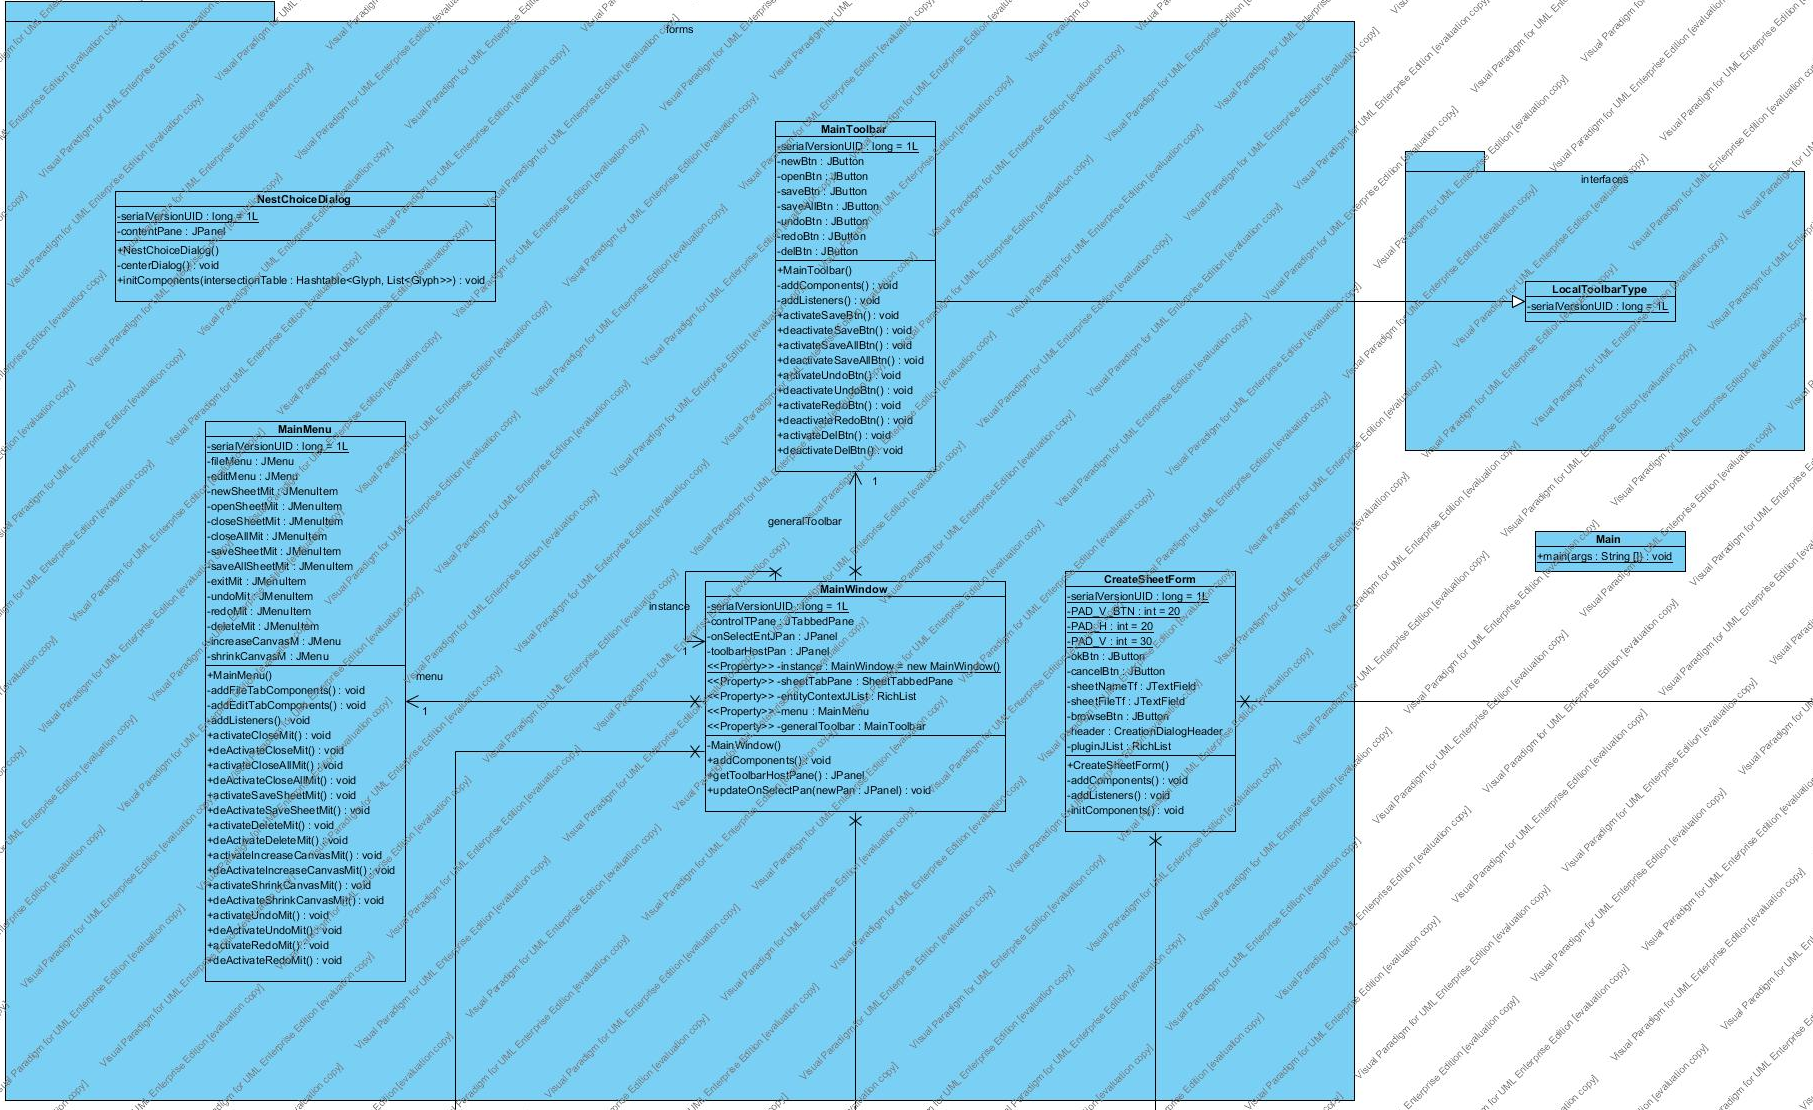 forms
MainToolbar
-serialVersionUID : long = 1L
-newBtn : JButton
-openBtn : JButton
-saveBtn : JButton
-saveAllBtn : JButton
-undoBtn : JButton
-redoBtn : JButton
-delBtn : JButton
+MainToolbar()
-addComponents() : void
-addListeners() : void
+activateSaveBtn() : void
+deactivateSaveBtn() : void
+activateSaveAllBtn() : void
+deactivateSaveAllBtn() : void
+activateUndoBtn() : void
+deactivateUndoBtn() : void
+activateRedoBtn() : void
+deactivateRedoBtn() : void
+activateDelBtn() : void
+deactivateDelBtn() : void
interfaces
LocalToolbarType
-serialVersionUID : long = 1L
NestChoiceDialog
-serialVersionUID : long = 1L
-contentPane : JPanel
+NestChoiceDialog()
-centerDialog() : void
+initComponents(intersectionTable : Hashtable<Glyph, List<Glyph>>) : void
MainMenu
-serialVersionUID : long = 1L
-fileMenu : JMenu
-editMenu : JMenu
-newSheetMit : JMenuItem
-openSheetMit : JMenuItem
-closeSheetMit : JMenuItem
-closeAllMit : JMenuItem
-saveSheetMit : JMenuItem
-saveAllSheetMit : JMenuItem
-exitMit : JMenuItem
-undoMit : JMenuItem
-redoMit : JMenuItem
-deleteMit : JMenuItem
-increaseCanvasM : JMenu
-shrinkCanvasM : JMenu
+MainMenu()
-addFileTabComponents() : void
-addEditTabComponents() : void
-addListeners() : void
+activateCloseMit() : void
+deActivateCloseMit() : void
+activateCloseAllMit() : void
+deActivateCloseAllMit() : void
+activateSaveSheetMit() : void
+deActivateSaveSheetMit() : void
+activateDeleteMit() : void
+deActivateDeleteMit() : void
+activateIncreaseCanvasMit() : void
+deActivateIncreaseCanvasMit() : void
+activateShrinkCanvasMit() : void
+deActivateShrinkCanvasMit() : void
+activateUndoMit() : void
+deActivateUndoMit() : void
+activateRedoMit() : void
+deActivateRedoMit() : void
1
generalToolbar
instance
1
menu
1
MainWindow
-serialVersionUID : long = 1L
-controlTPane : JTabbedPane
-onSelectEntJPan : JPanel
-toolbarHostPan : JPanel
<<Property>> -instance : MainWindow = new MainWindow()
<<Property>> -sheetTabPane : SheetTabbedPane
<<Property>> -entityContextJList : RichList
<<Property>> -menu : MainMenu
<<Property>> -generalToolbar : MainToolbar
-MainWindow()
+addComponents() : void
+getToolbarHostPane() : JPanel
+updateOnSelectPan(newPan : JPanel) : void
CreateSheetForm
-serialVersionUID : long = 1L
-PAD_V_BTN : int = 20
-PAD_H : int = 20
-PAD_V : int = 30
-okBtn : JButton
-cancelBtn : JButton
-sheetNameTf : JTextField
-sheetFileTf : JTextField
-browseBtn : JButton
-header : CreationDialogHeader
-pluginJList : RichList
+CreateSheetForm()
-addComponents() : void
-addListeners() : void
-initComponents() : void
Main
+main(args : String []) : void
Visual Paradigm for UML Enterprise Edition [evaluation copy]